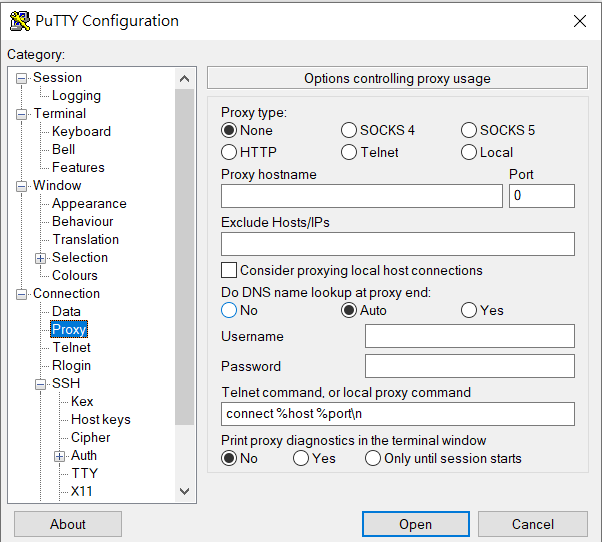 PuTTY Configuration
Category:
Session
Logging
Terminal
Keyboard
Bell
Features
Window
Appearance
Behaviour
Translation
Selection
Colours
Connection
Data
Proxy
Telnet
Rlogin
SSH
Kex
Host keys
Cipher
Auth
TTY
X11
Options controlling proxy usage
Proxy type:
None SOCKS 4 SOCKS 5
HTTP Telnet Local
Proxy hostname Port
0
Exclude Hosts/IPs
Consider proxying local host connections
Do DNS name lookup at proxy end:
No Auto Yes
Username
Password
Telnet command, or local proxy command
connect %host %port\n
Print proxy diagnostics in the terminal window
No Yes Only until session starts
About Open Cancel